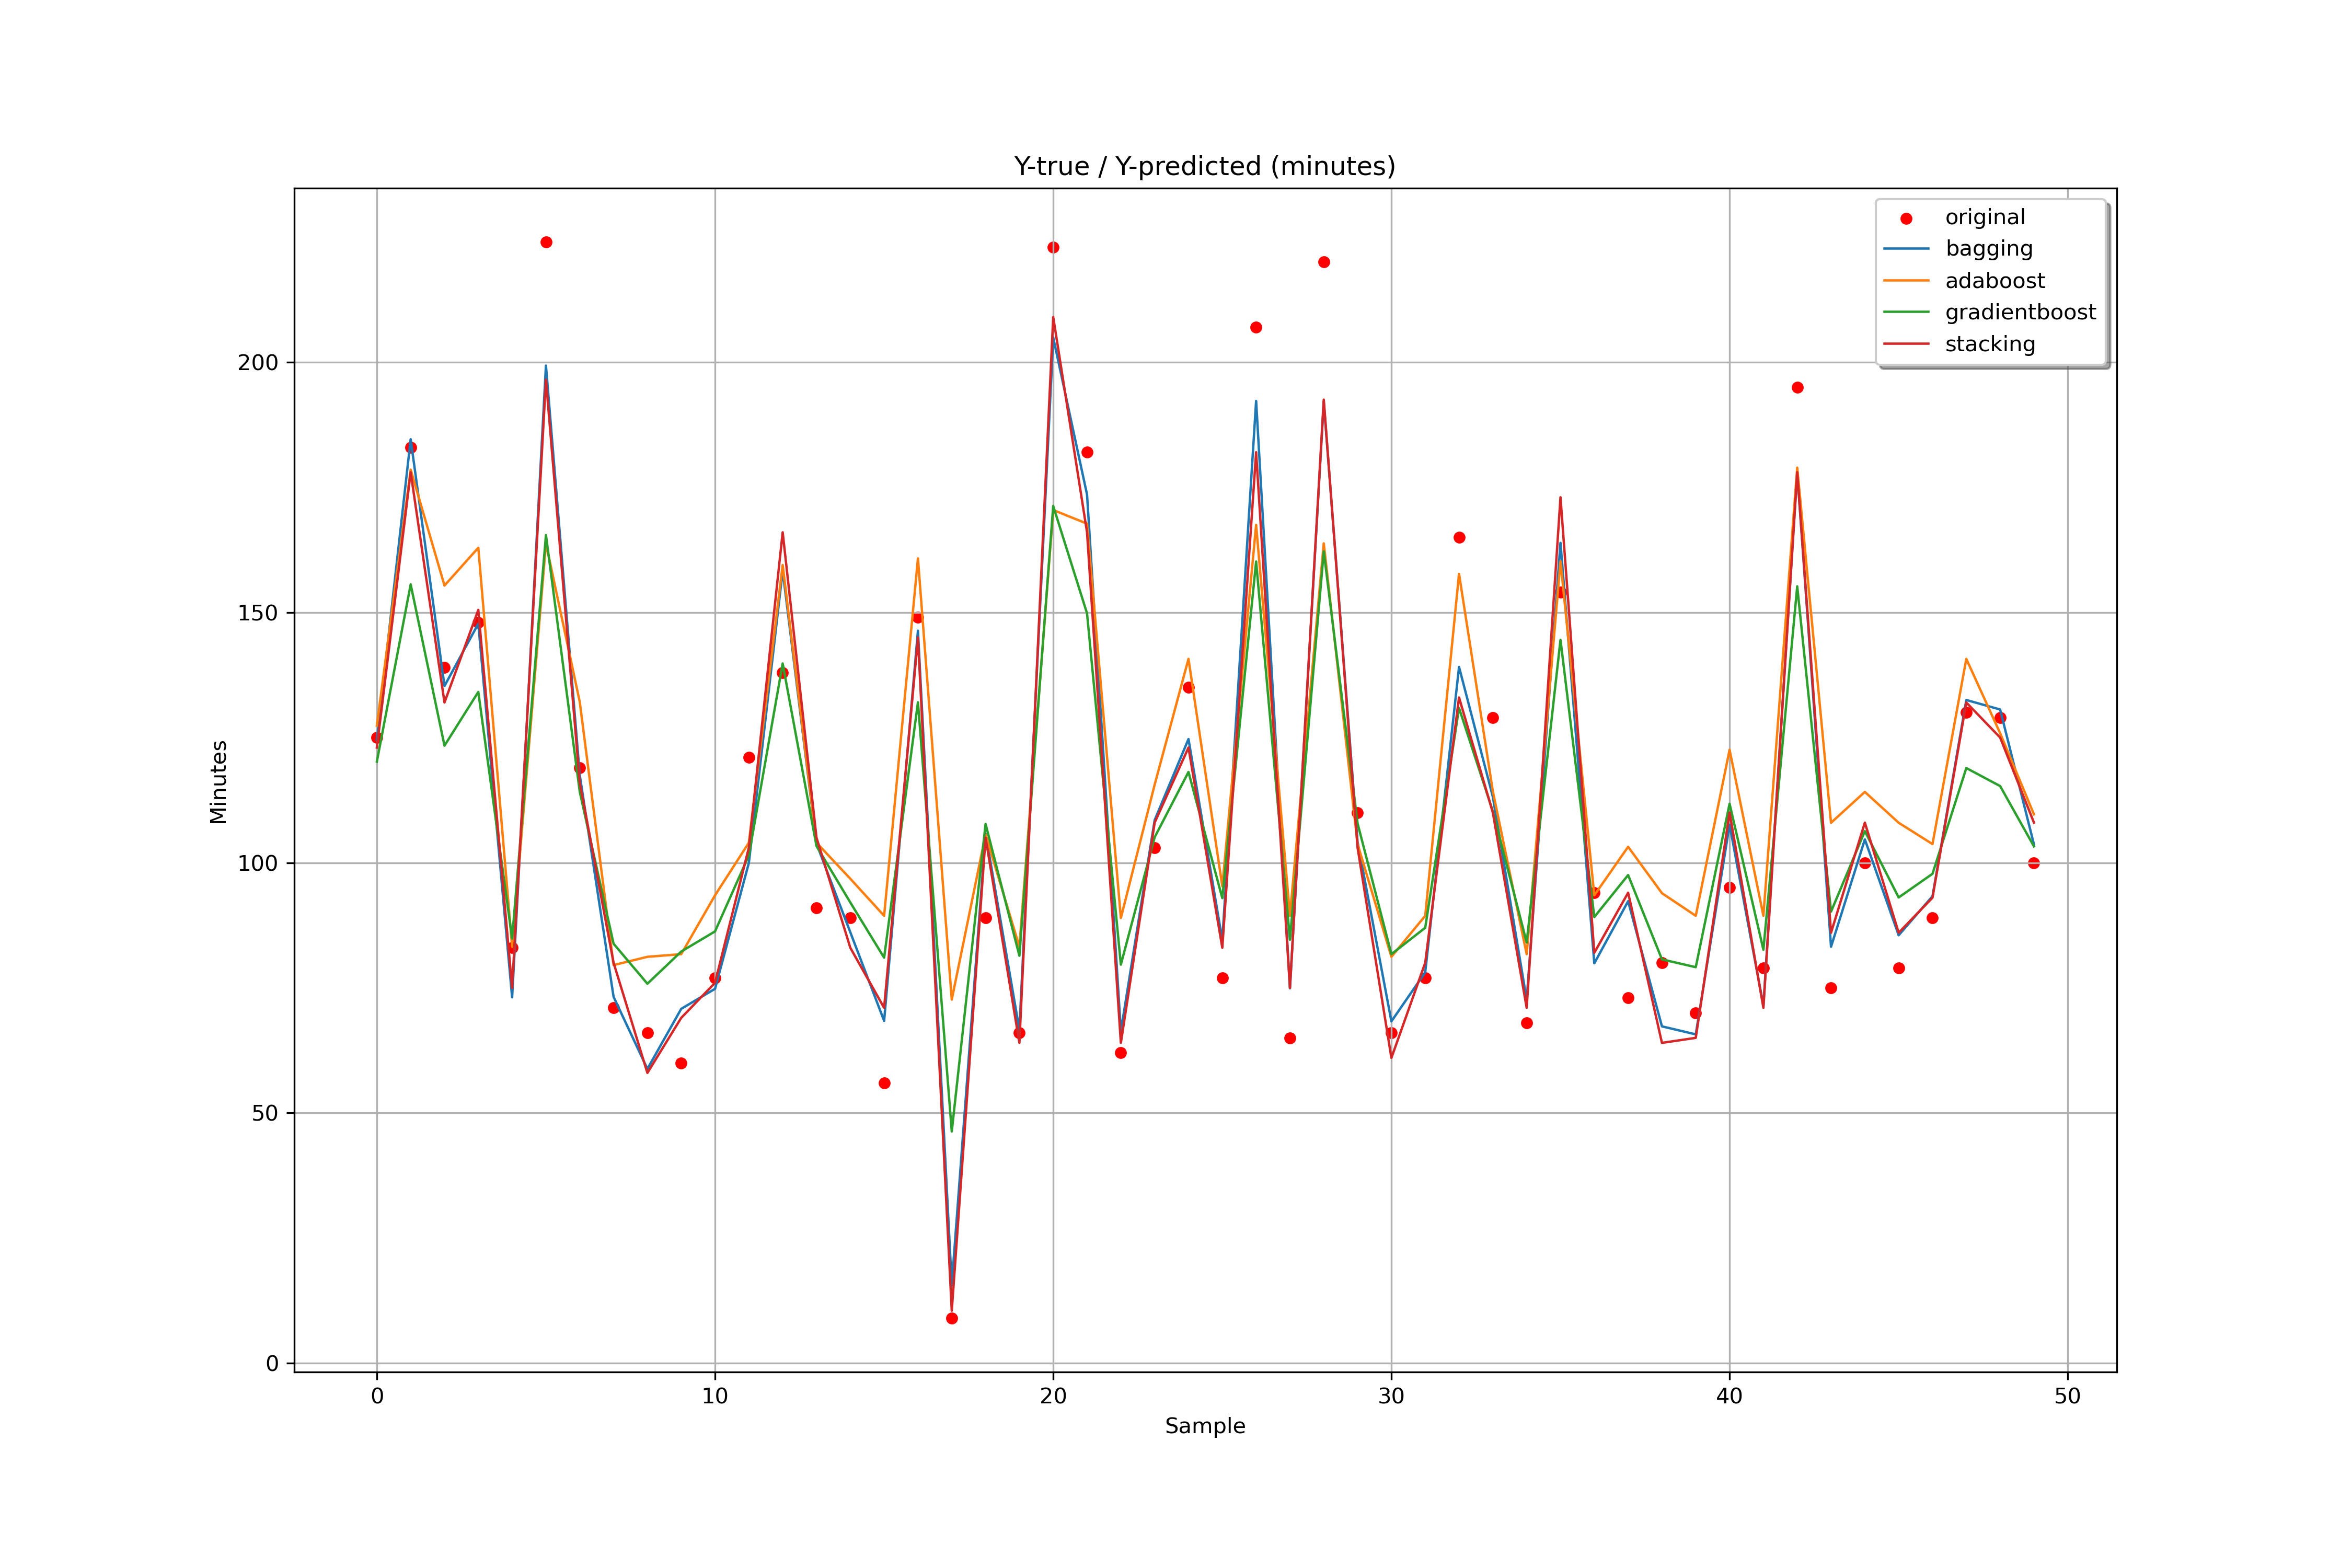 Y-true / Y-predicted (minutes)
original
bagging
adaboost
gradientboost
stacking
200
150
100
50
0
Minutes
0 10 20 30 40 50
Sample